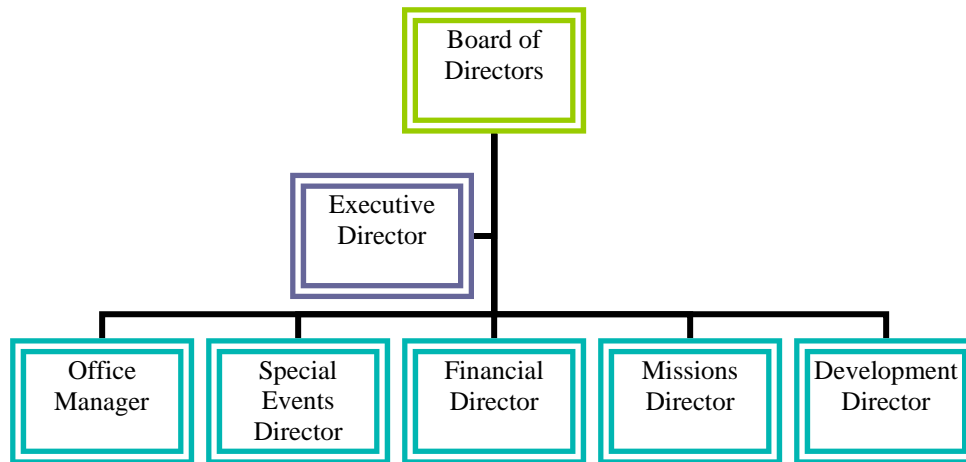 Board of
Directors
Executive
Director
Office
Manager
Special
Events
Director
Financial
Director
Missions
Director
Development
Director